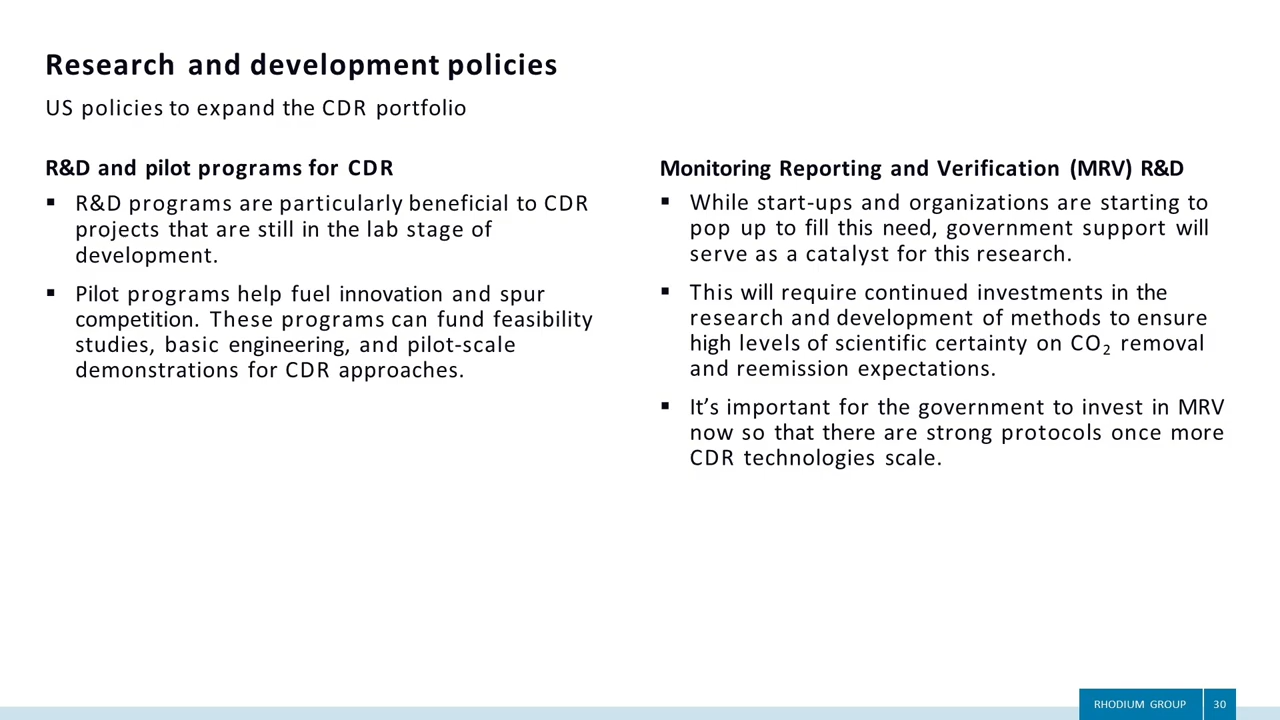 Research and development policies
US policies to expand the CDR portfolio
R&D and pilot programs for CDR
▪ R&D programs are particularly beneficial to CDR
projects that are still in the lab stage of
development.
▪ Pilot programs help fuel innovation and spur
competition. These programs can fund feasibility
studies, basic engineering, and pilot-scale
demonstrations for CDR approaches.
Monitoring Reporting and Verification (MRV) R&D
▪ While start-ups and organizations are starting to
pop up to fill this need, government support will
serve as a catalyst for this research.
▪ This will require continued investments in the
research and development of methods to ensure
high levels of scientific certainty on CO₂ removal
and reemission expectations.
▪ It’s important for the government to invest in MRV
now so that there are strong protocols once more
CDR technologies scale.
RHODIUM GROUP 30